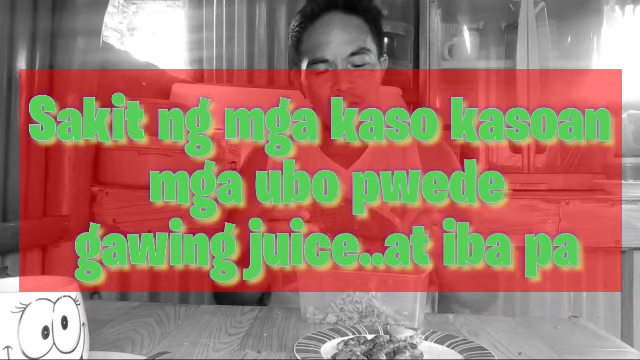 Sakit ng mga kaso kasoan
mga ubo pwede
gawing juice..at iba pa